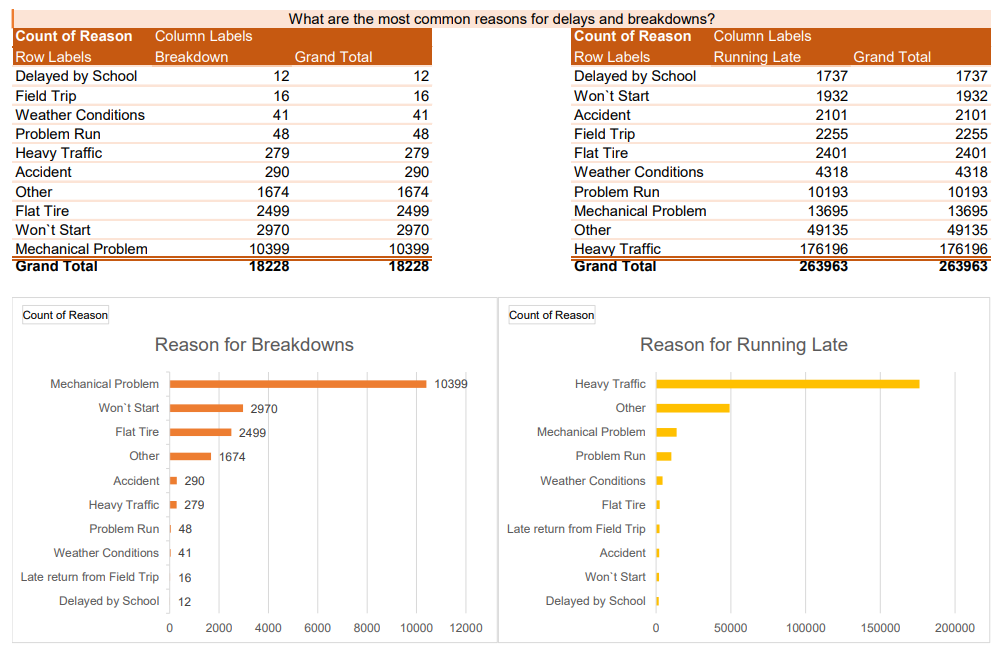 What are the most common reasons for delays and breakdowns?
Count of Reason Column Labels
Row Labels Breakdown Grand Total
Delayed by School 12 12
Field Trip 16 16
Weather Conditions 41 41
Problem Run 48 48
Heavy Traffic 279 279
Accident 290 290
Other 1674 1674
Flat Tire 2499 2499
Won`t Start 2970 2970
Mechanical Problem 10399 10399
Grand Total 18228 18228
Count of Reason Column Labels
Row Labels Running Late Grand Total
Delayed by School 1737 1737
Won`t Start 1932 1932
Accident 2101 2101
Field Trip 2255 2255
Flat Tire 2401 2401
Weather Conditions 4318 4318
Problem Run 10193 10193
Mechanical Problem 13695 13695
Other 49135 49135
Heavy Traffic 176196 176196
Grand Total 263963 263963
Count of Reason
Reason for Breakdowns
Mechanical Problem 10399
Won`t Start 2970
Flat Tire 2499
Other 1674
Accident 290
Heavy Traffic 279
Problem Run 48
Weather Conditions 41
Late return from Field Trip 16
Delayed by School 12
0 2000 4000 6000 8000 10000 12000
Count of Reason
Reason for Running Late
Heavy Traffic
Other
Mechanical Problem
Problem Run
Weather Conditions
Flat Tire
Late return from Field Trip
Accident
Won`t Start
Delayed by School
0 50000 100000 150000 200000